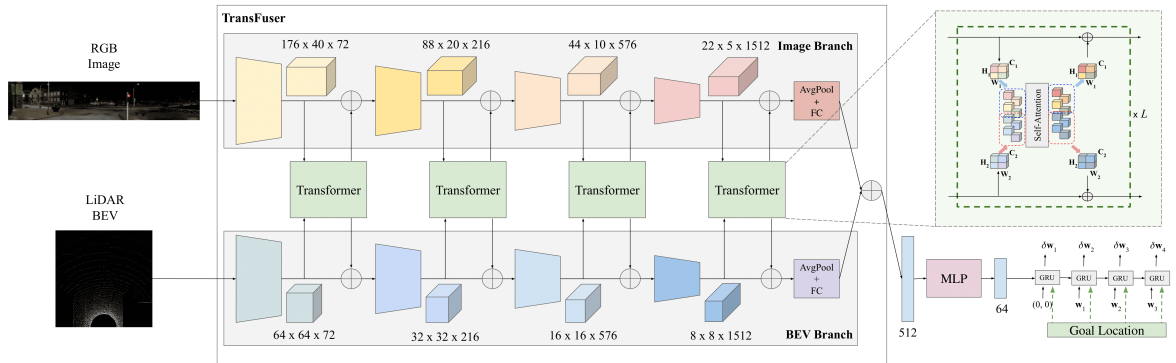 TransFuser
RGB
Image
176 x 40 x 72
88 x 20 x 216
44 x 10 x 576
22 x 5 x 1512
Image Branch
AvgPool
+
FC
Transformer
Transformer
Transformer
Transformer
LiDAR
BEV
AvgPool
+
FC
64 x 64 x 72
32 x 32 x 216
16 x 16 x 576
8 x 8 x 1512
BEV Branch
C₁
H₁
W₁
C₁
H₁
W₁
Self-Attention
x L
C₂
H₂
W₂
C₂
H₂
W₂
512
MLP
64
δw₁
δw₂
δw₃
δw₄
GRU
GRU
GRU
GRU
(0, 0)
w₁
w₂
w₃
Goal Location